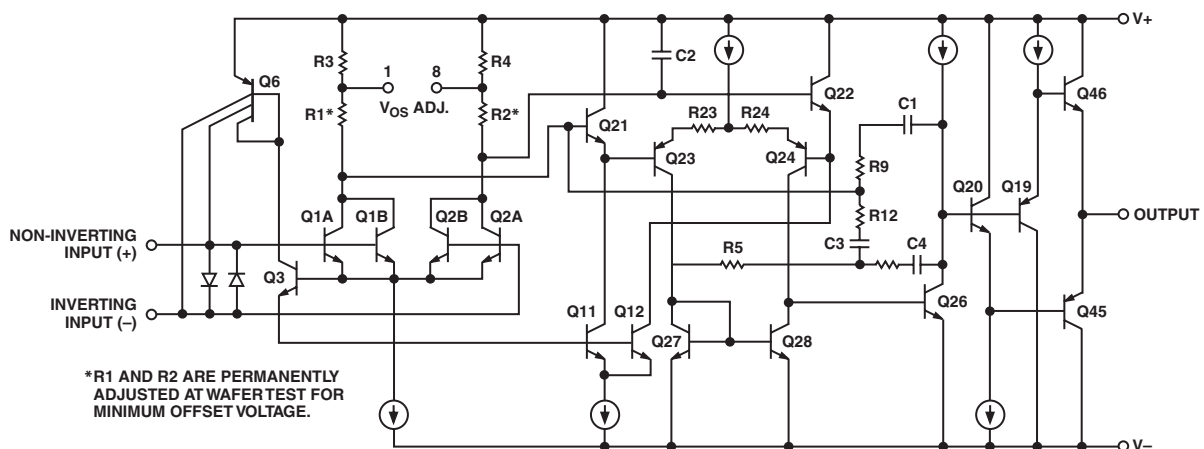 V+
R3
R4
C2
Q6
1
8
V_OS ADJ.
R1*
R2*
Q21
Q22
R23
R24
Q23
Q24
C1
R9
Q46
Q20
Q19
R12
C3
C4
R5
Q1A
Q1B
Q2B
Q2A
NON-INVERTING
INPUT (+)
OUTPUT
Q3
INVERTING
INPUT (–)
Q11
Q12
Q27
Q28
Q26
Q45
*R1 AND R2 ARE PERMANENTLY
ADJUSTED AT WAFER TEST FOR
MINIMUM OFFSET VOLTAGE.
V–